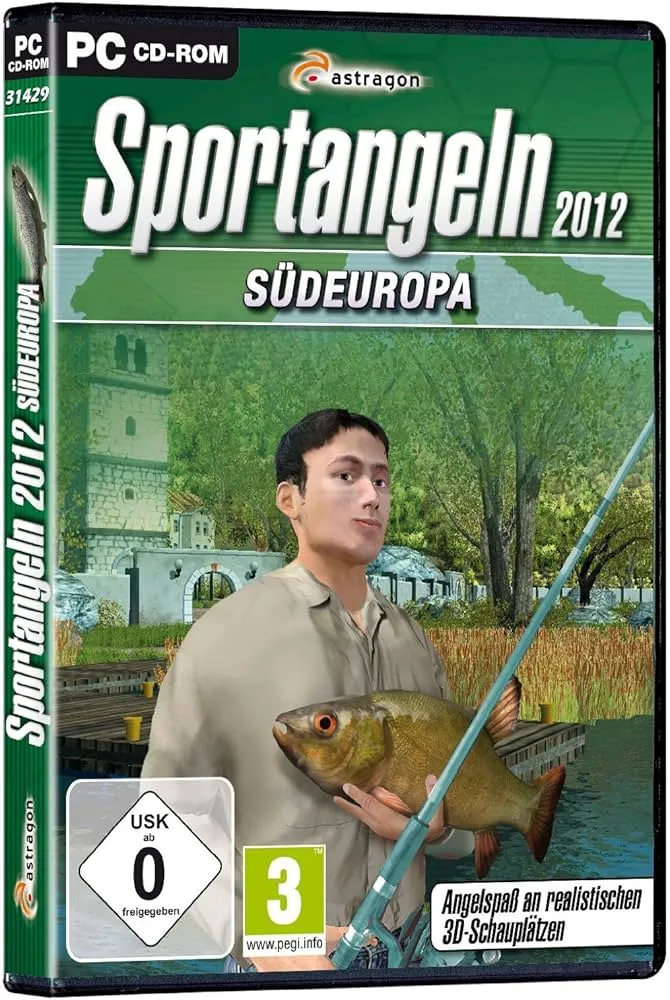 PC
CD-ROM
31429
Sportangeln 2012 SÜDEUROPA
astragon
PC CD-ROM
astragon
Sportangeln 2012
SÜDEUROPA
USK
ab
0
freigegeben
3
TM
www.pegi.info
Angelspaß an realistischen
3D-Schauplätzen